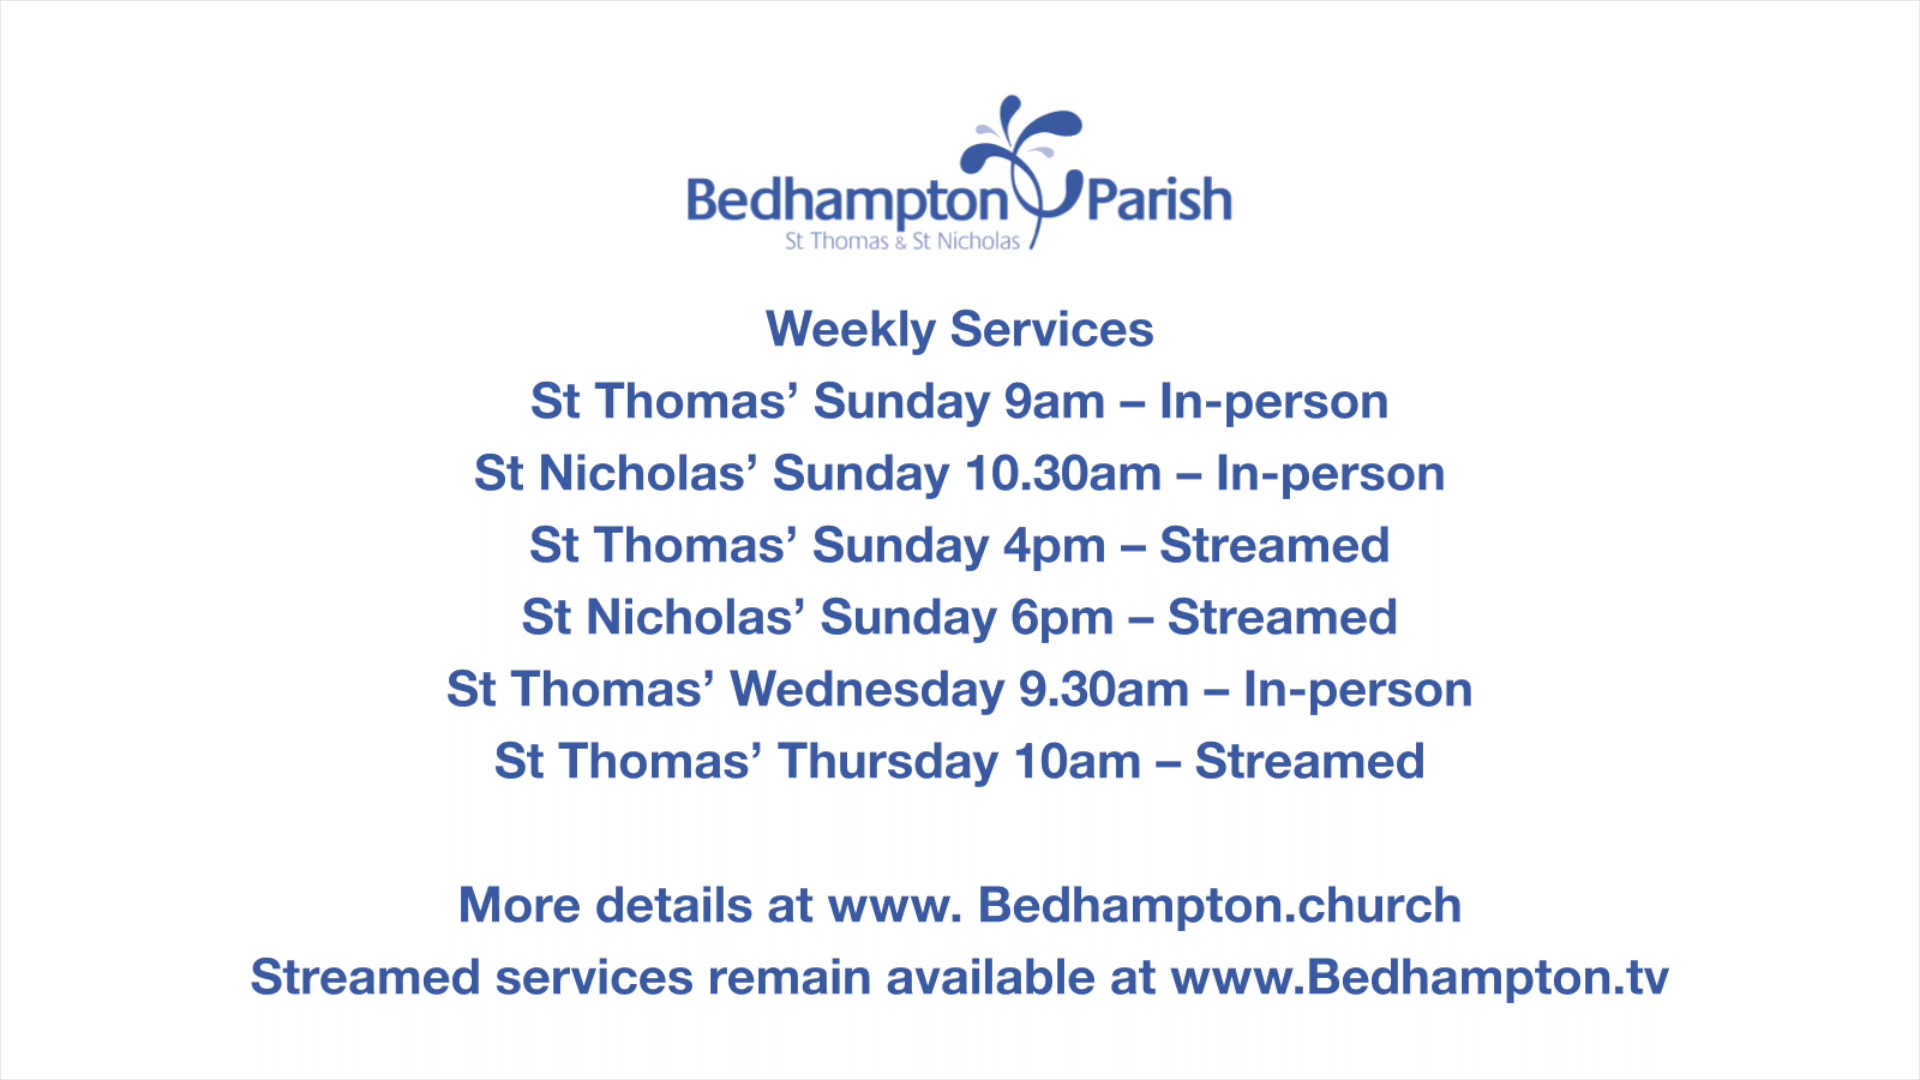 Bedhampton Parish
St Thomas & St Nicholas
Weekly Services
St Thomas’ Sunday 9am – In-person
St Nicholas’ Sunday 10.30am – In-person
St Thomas’ Sunday 4pm – Streamed
St Nicholas’ Sunday 6pm – Streamed
St Thomas’ Wednesday 9.30am – In-person
St Thomas’ Thursday 10am – Streamed
More details at www. Bedhampton.church
Streamed services remain available at www.Bedhampton.tv